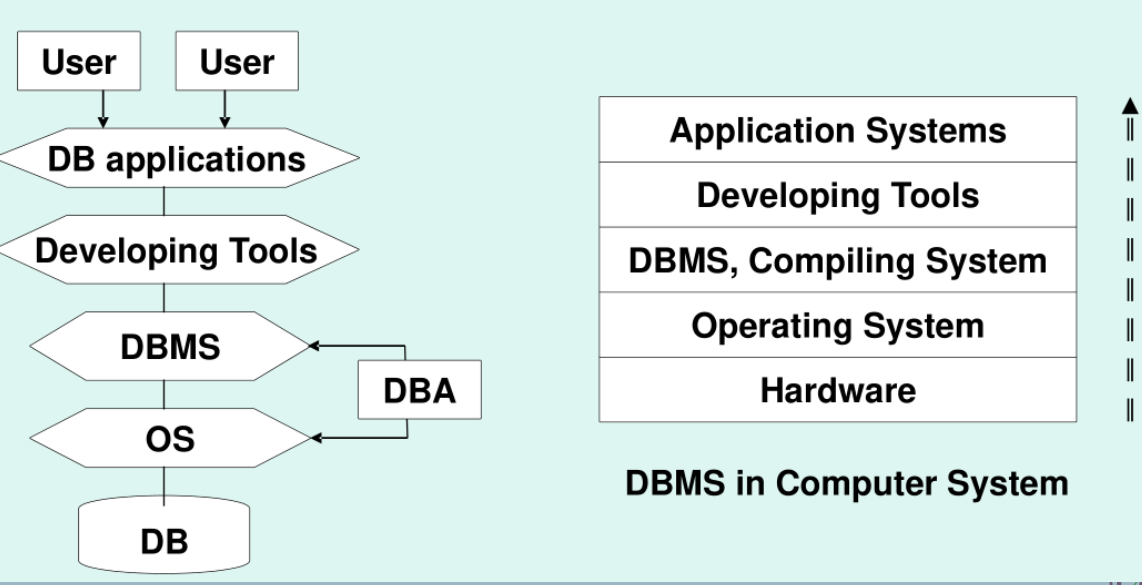 User
User
DB applications
Developing Tools
DBMS
DBA
OS
DB
Application Systems
Developing Tools
DBMS, Compiling System
Operating System
Hardware
DBMS in Computer System